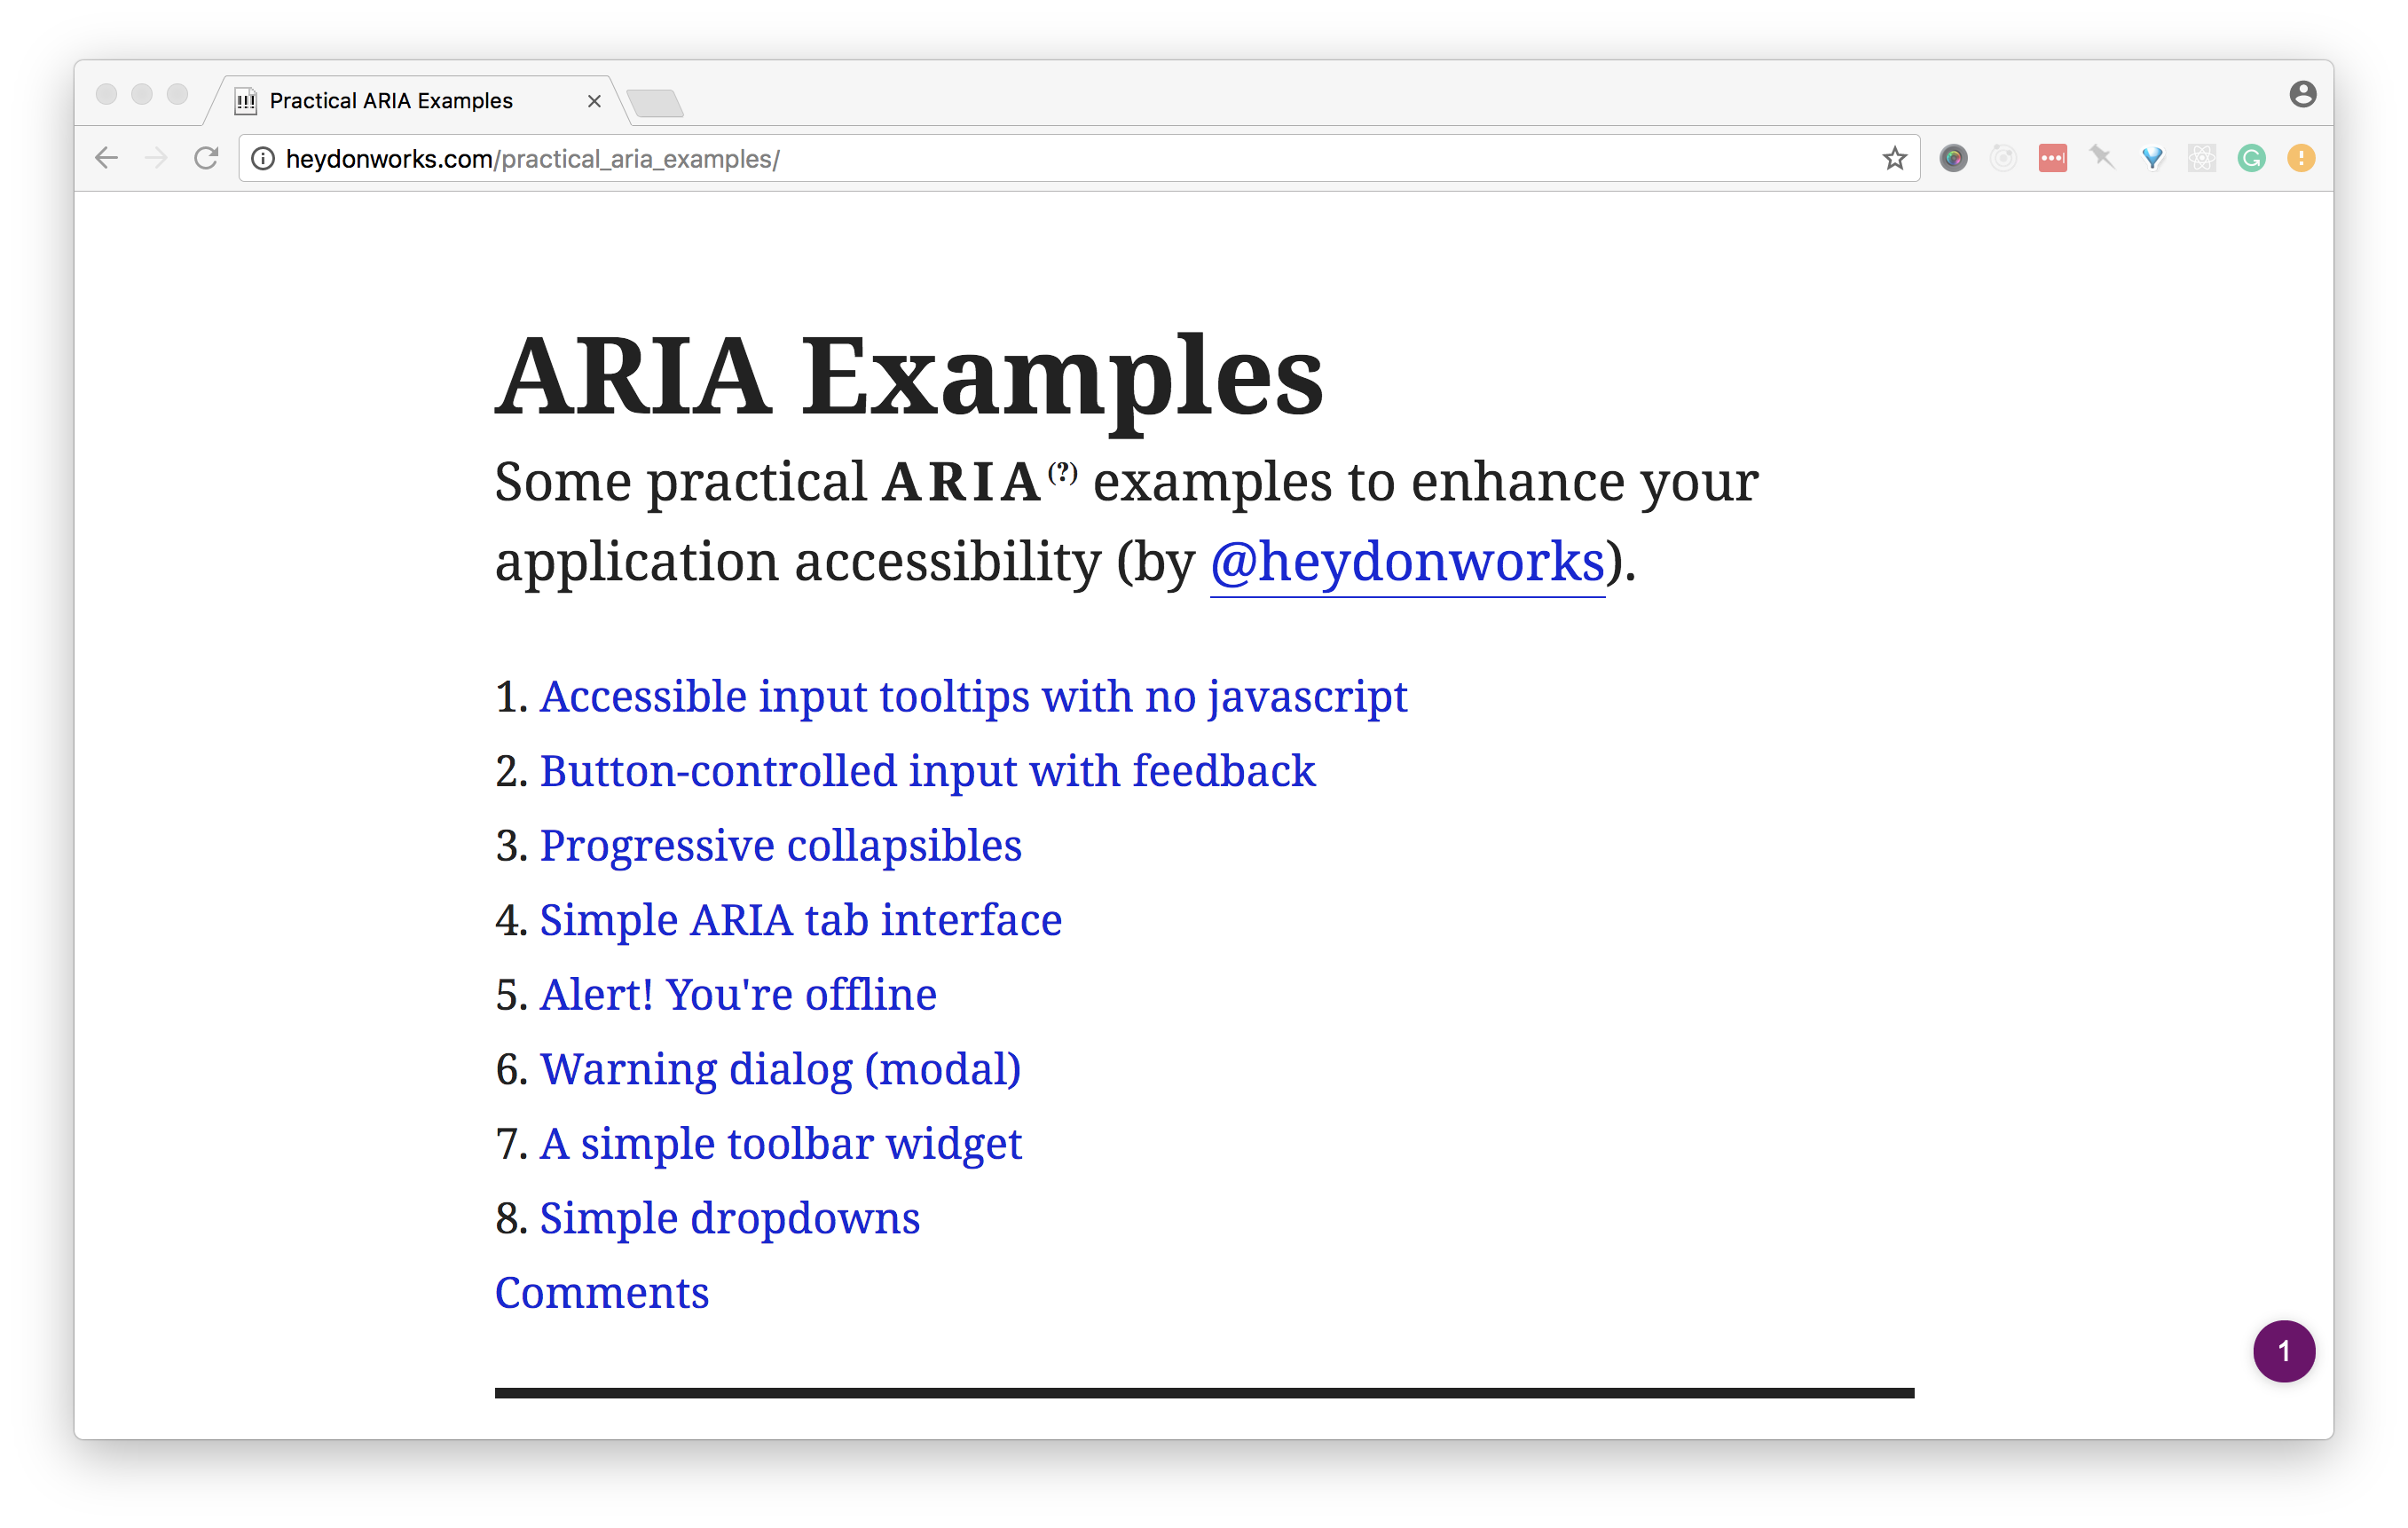 Practical ARIA Examples
heydonworks.com/practical_aria_examples/
ARIA Examples
Some practical ARIA(?) examples to enhance your
application accessibility (by @heydonworks).
1. Accessible input tooltips with no javascript
2. Button-controlled input with feedback
3. Progressive collapsibles
4. Simple ARIA tab interface
5. Alert! You're offline
6. Warning dialog (modal)
7. A simple toolbar widget
8. Simple dropdowns
Comments
1